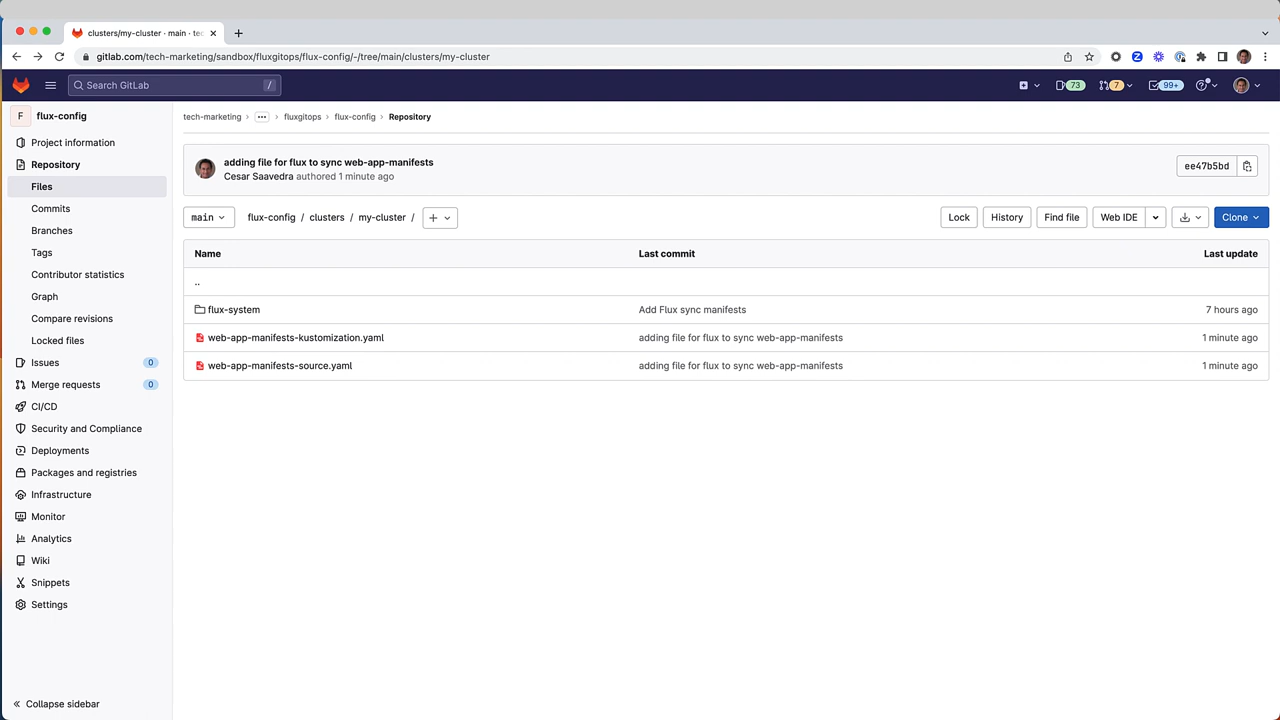 clusters/my-cluster · main · tec
gitlab.com/tech-marketing/sandbox/fluxgitops/flux-config/-/tree/main/clusters/my-cluster
Search GitLab /
73
7
99+
F flux-config
Project information
Repository
Files
Commits
Branches
Tags
Contributor statistics
Graph
Compare revisions
Locked files
Issues 0
Merge requests 0
CI/CD
Security and Compliance
Deployments
Packages and registries
Infrastructure
Monitor
Analytics
Wiki
Snippets
Settings
« Collapse sidebar
tech-marketing › ... › fluxgitops › flux-config › Repository
adding file for flux to sync web-app-manifests
Cesar Saavedra authored 1 minute ago
ee47b5bd
main
flux-config / clusters / my-cluster / +
Lock
History
Find file
Web IDE
Clone
Name Last commit Last update
..
flux-system Add Flux sync manifests 7 hours ago
web-app-manifests-kustomization.yaml adding file for flux to sync web-app-manifests 1 minute ago
web-app-manifests-source.yaml adding file for flux to sync web-app-manifests 1 minute ago